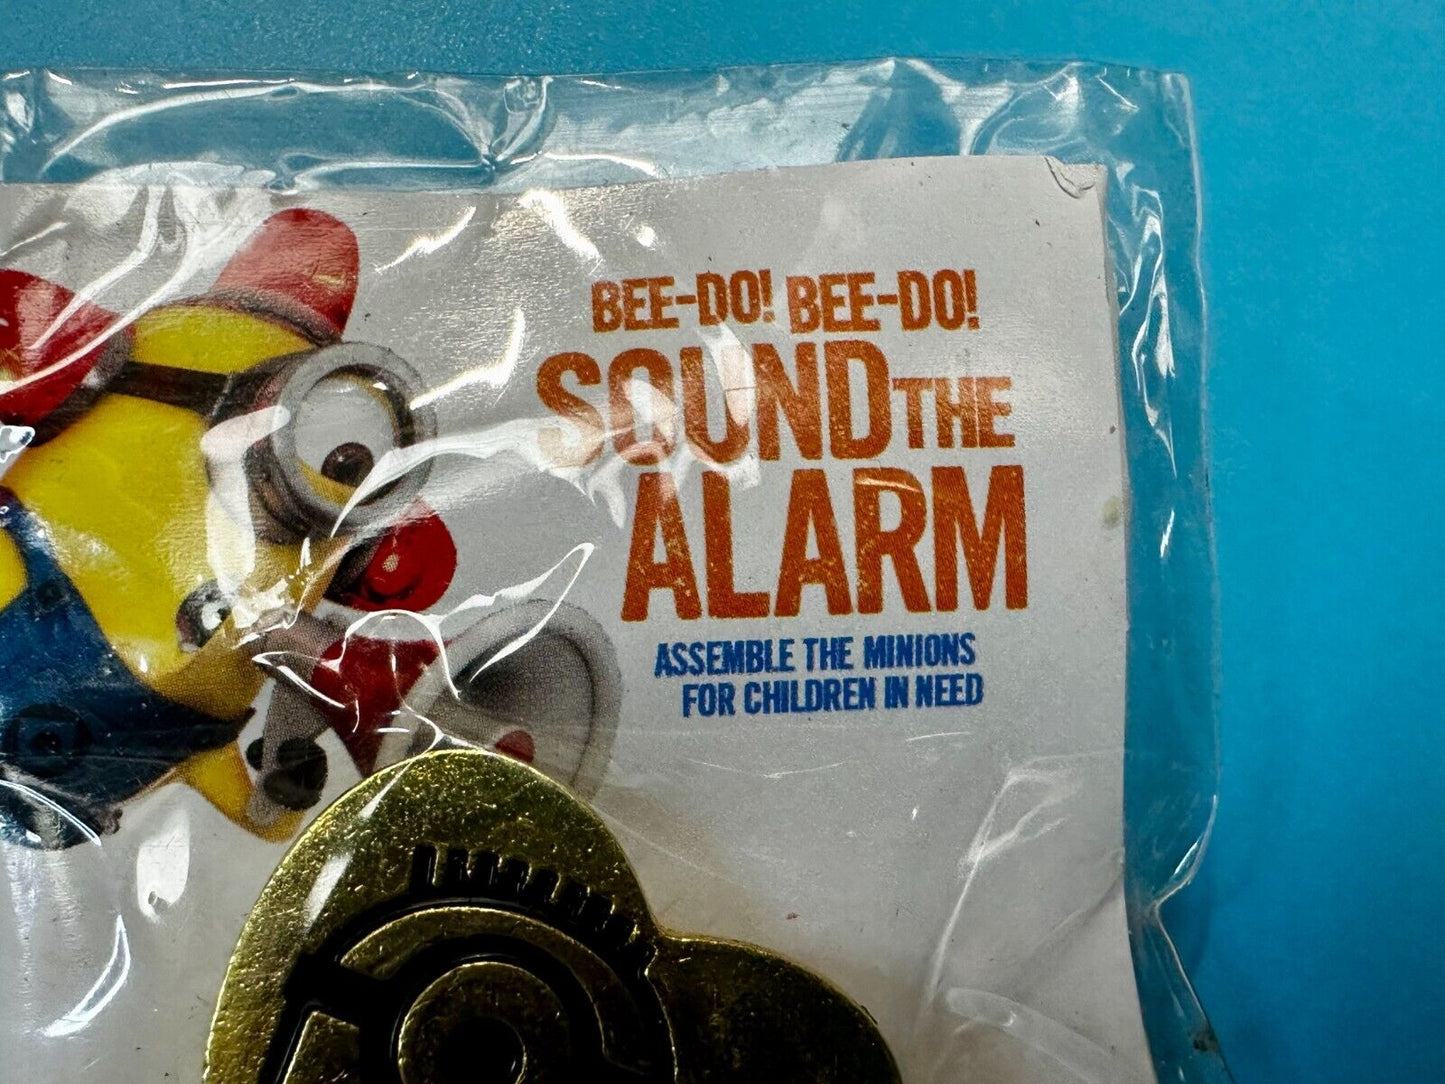 BEE-DO! BEE-DO!
SOUND THE
ALARM
ASSEMBLE THE MINIONS
FOR CHILDREN IN NEED